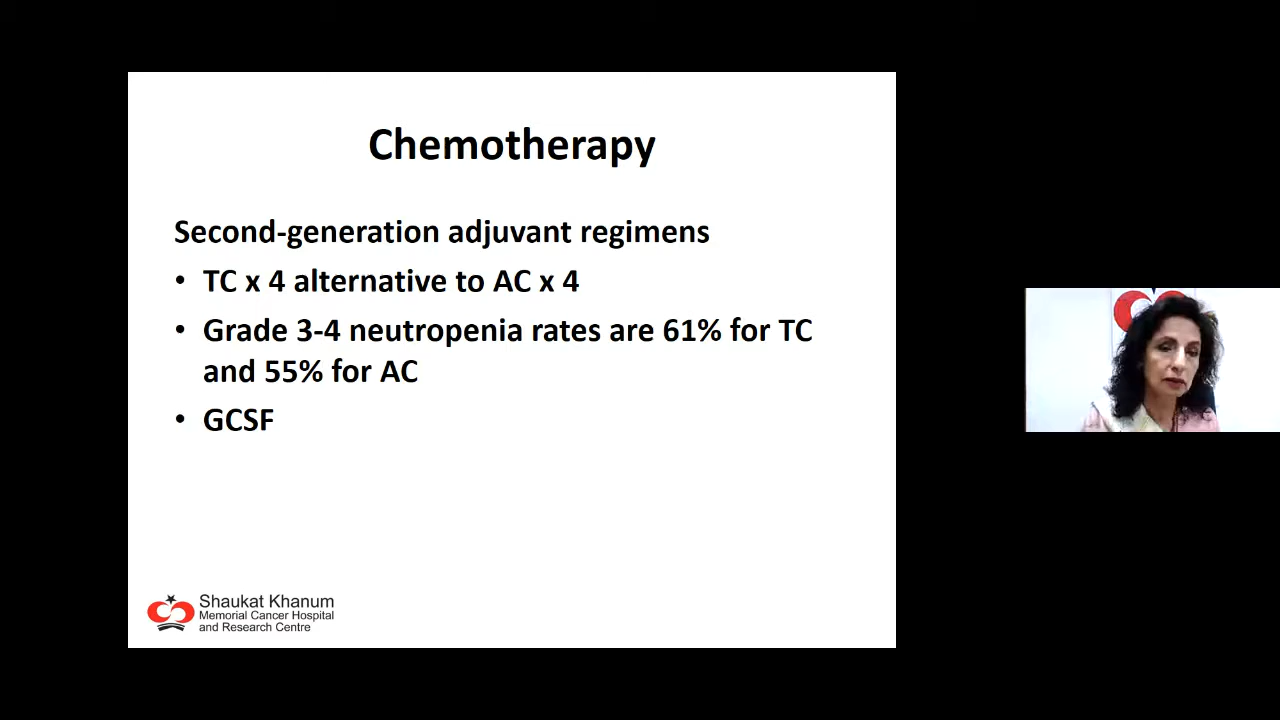 Chemotherapy
Second-generation adjuvant regimens
• TC x 4 alternative to AC x 4
• Grade 3-4 neutropenia rates are 61% for TC
and 55% for AC
• GCSF
Shaukat Khanum
Memorial Cancer Hospital
and Research Centre